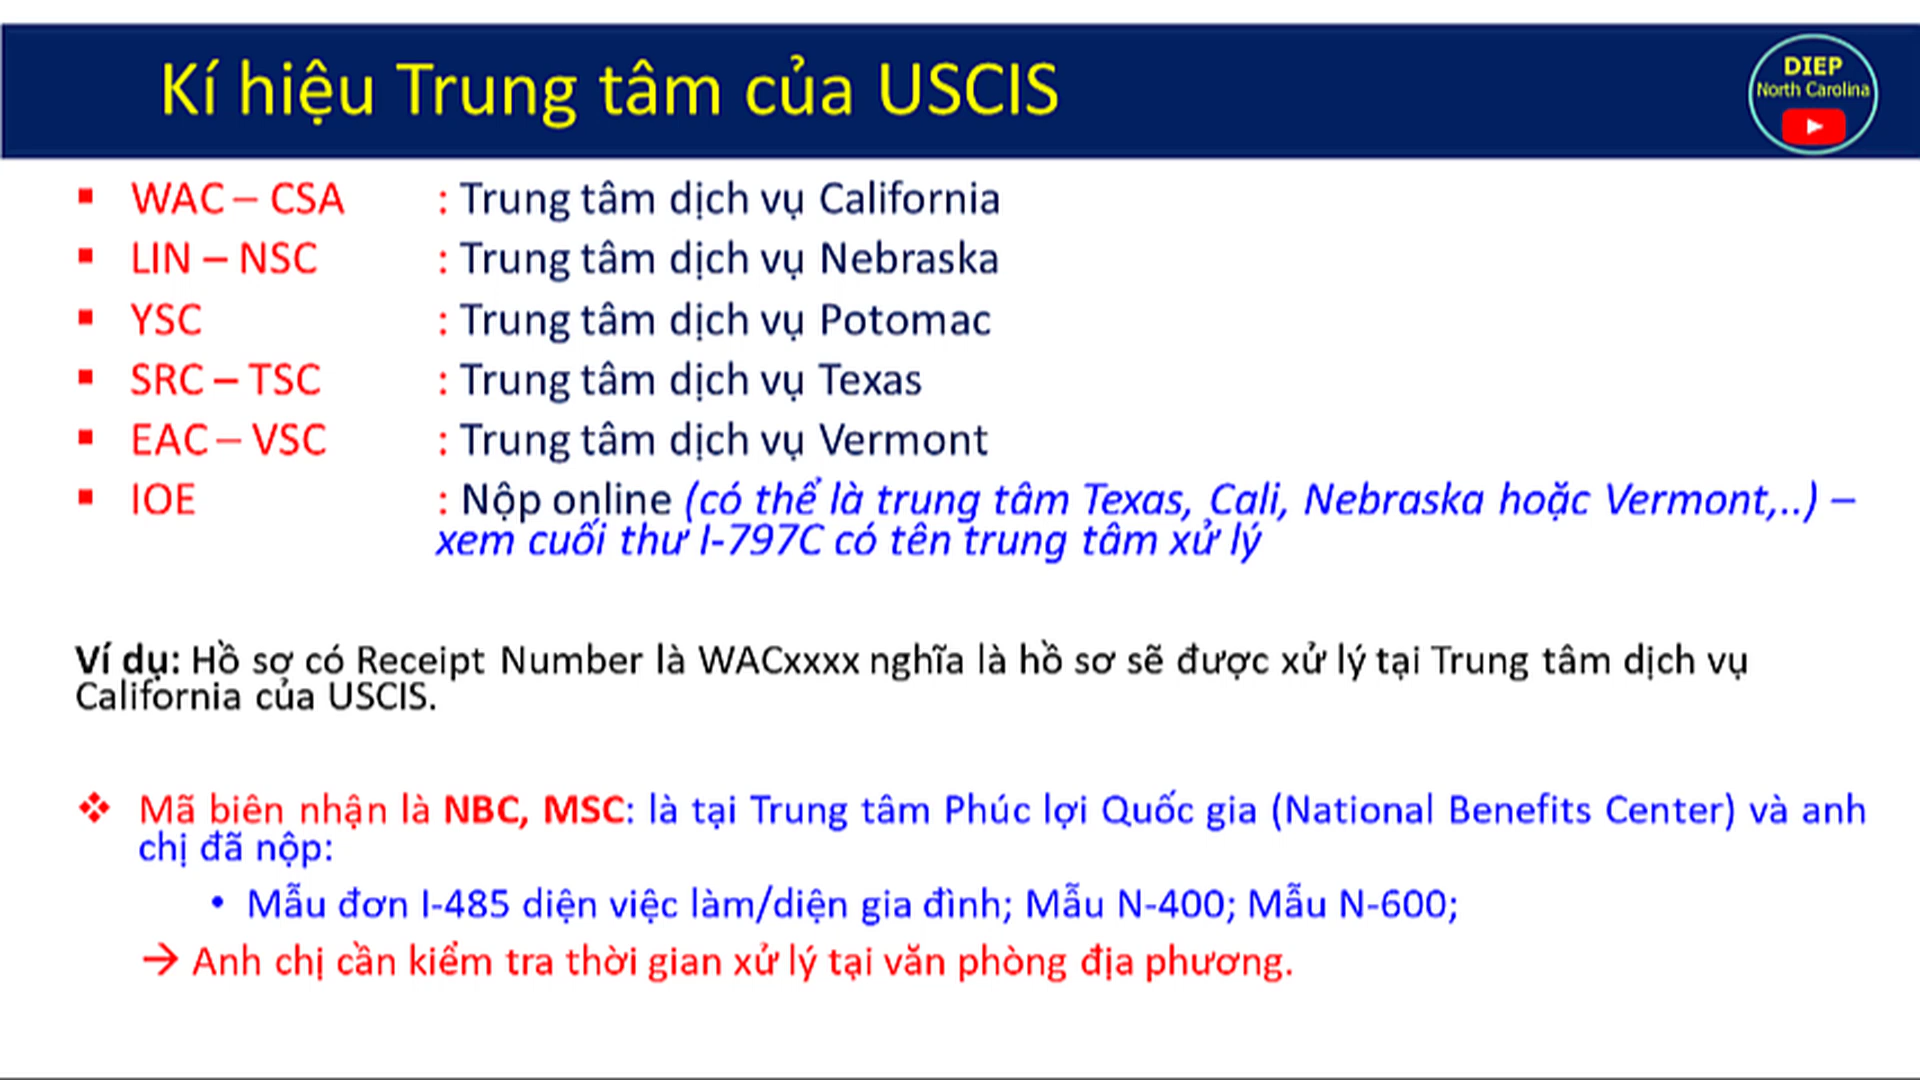 Kí hiệu Trung tâm của USCIS
DIEP
North Carolina
▪ WAC – CSA : Trung tâm dịch vụ California
▪ LIN – NSC : Trung tâm dịch vụ Nebraska
▪ YSC : Trung tâm dịch vụ Potomac
▪ SRC – TSC : Trung tâm dịch vụ Texas
▪ EAC – VSC : Trung tâm dịch vụ Vermont
▪ IOE : Nộp online (có thể là trung tâm Texas, Cali, Nebraska hoặc Vermont,..) –
xem cuối thư I-797C có tên trung tâm xử lý
Ví dụ: Hồ sơ có Receipt Number là WACxxxx nghĩa là hồ sơ sẽ được xử lý tại Trung tâm dịch vụ
California của USCIS.
❖ Mã biên nhận là NBC, MSC: là tại Trung tâm Phúc lợi Quốc gia (National Benefits Center) và anh
chị đã nộp:
• Mẫu đơn I-485 diện việc làm/diện gia đình; Mẫu N-400; Mẫu N-600;
→ Anh chị cần kiểm tra thời gian xử lý tại văn phòng địa phương.